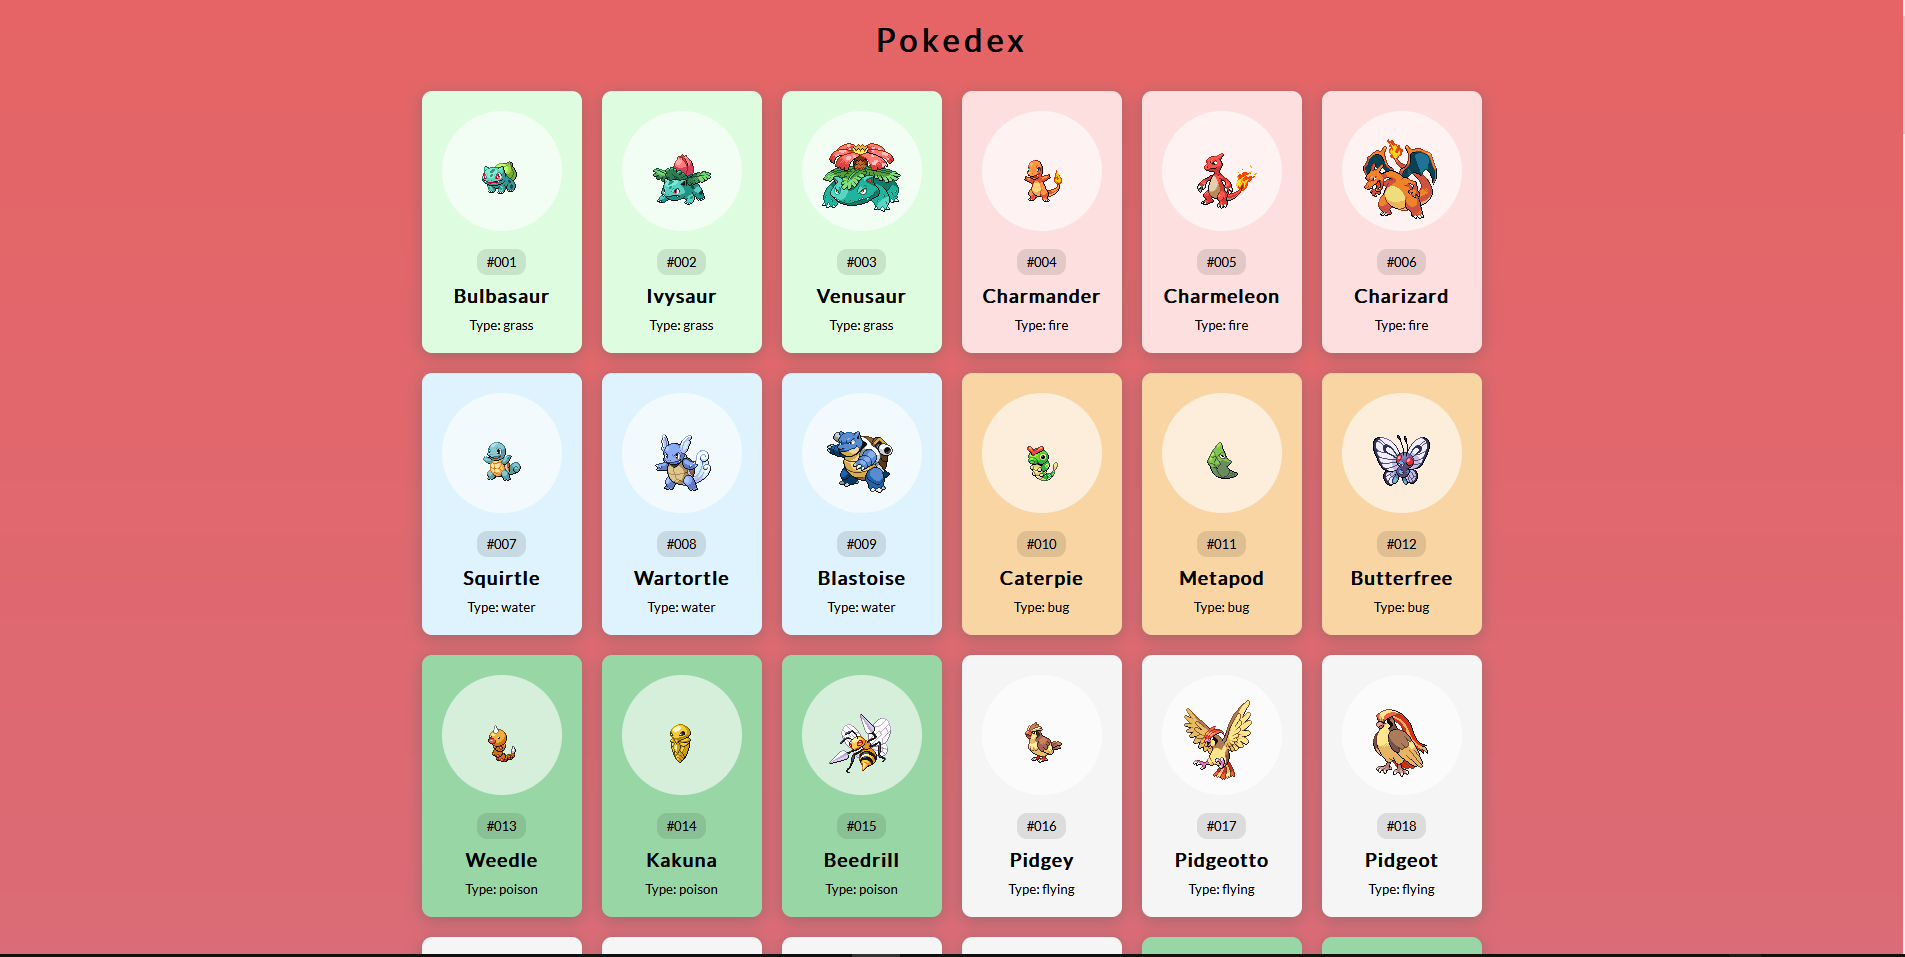 Pokedex
#001
Bulbasaur
Type: grass
#002
Ivysaur
Type: grass
#003
Venusaur
Type: grass
#004
Charmander
Type: fire
#005
Charmeleon
Type: fire
#006
Charizard
Type: fire
#007
Squirtle
Type: water
#008
Wartortle
Type: water
#009
Blastoise
Type: water
#010
Caterpie
Type: bug
#011
Metapod
Type: bug
#012
Butterfree
Type: bug
#013
Weedle
Type: poison
#014
Kakuna
Type: poison
#015
Beedrill
Type: poison
#016
Pidgey
Type: flying
#017
Pidgeotto
Type: flying
#018
Pidgeot
Type: flying